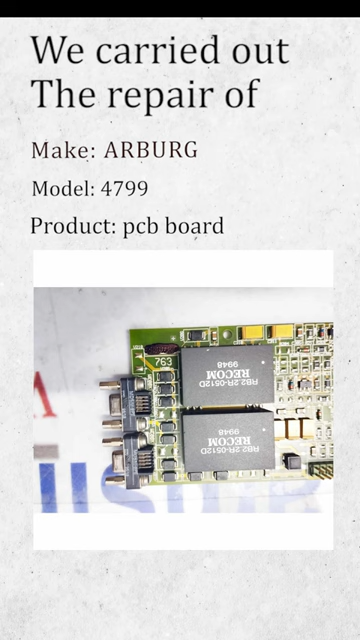 We carried out
The repair of
Make: ARBURG
Model: 4799
Product: pcb board
763
RB2.2R-0512D
RECOM
9948
RB2.2R-0512D
RECOM
9948